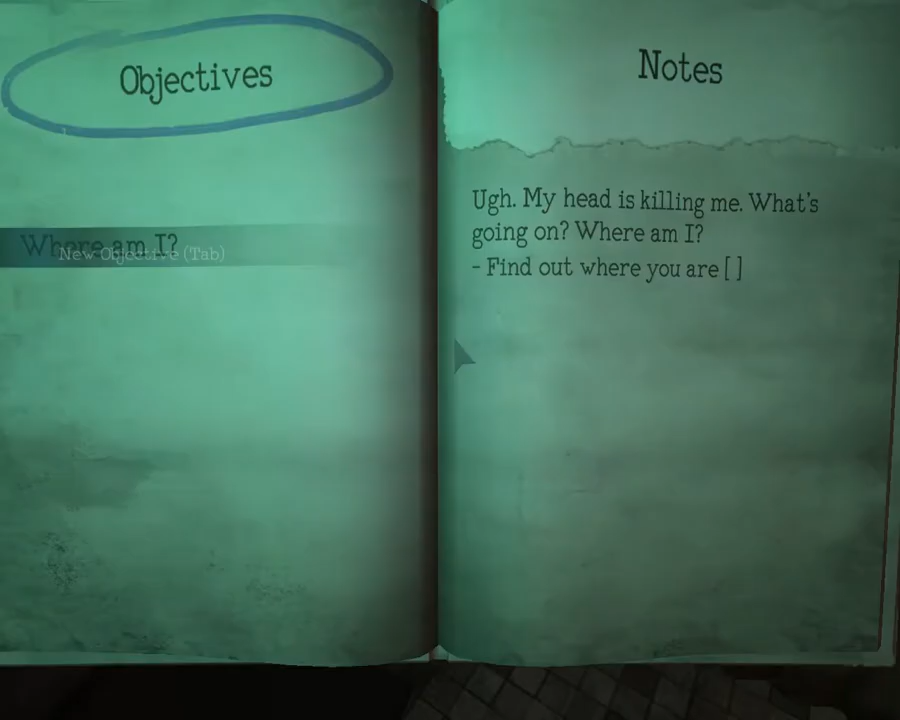 Objectives
Where am I?
New Objective (Tab)
Notes
Ugh. My head is killing me. What's
going on? Where am I?
- Find out where you are [ ]